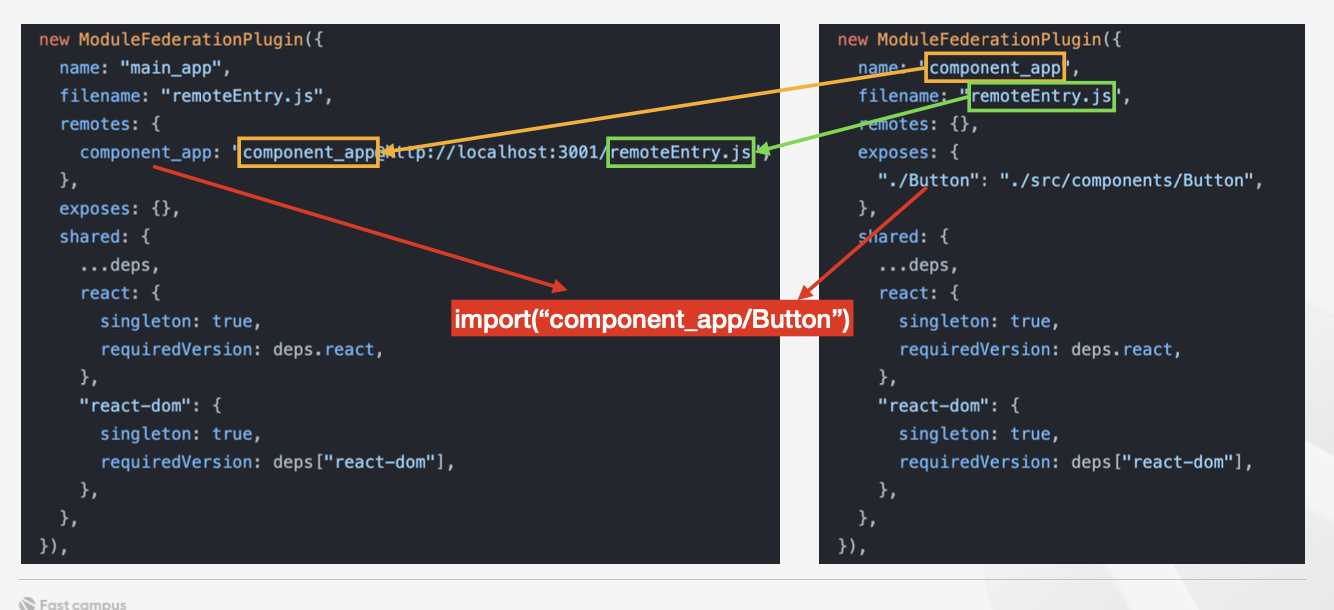 new ModuleFederationPlugin({
name: "main_app",
filename: "remoteEntry.js",
remotes: {
component_app: "component_app@http://localhost:3001/remoteEntry.js",
},
exposes: {},
shared: {
...deps,
react: {
singleton: true,
requiredVersion: deps.react,
},
"react-dom": {
singleton: true,
requiredVersion: deps["react-dom"],
},
},
}),
new ModuleFederationPlugin({
name: "component_app",
filename: "remoteEntry.js",
remotes: {},
exposes: {
"./Button": "./src/components/Button",
},
shared: {
...deps,
react: {
singleton: true,
requiredVersion: deps.react,
},
"react-dom": {
singleton: true,
requiredVersion: deps["react-dom"],
},
},
}),
import(“component_app/Button”)
Fast campus